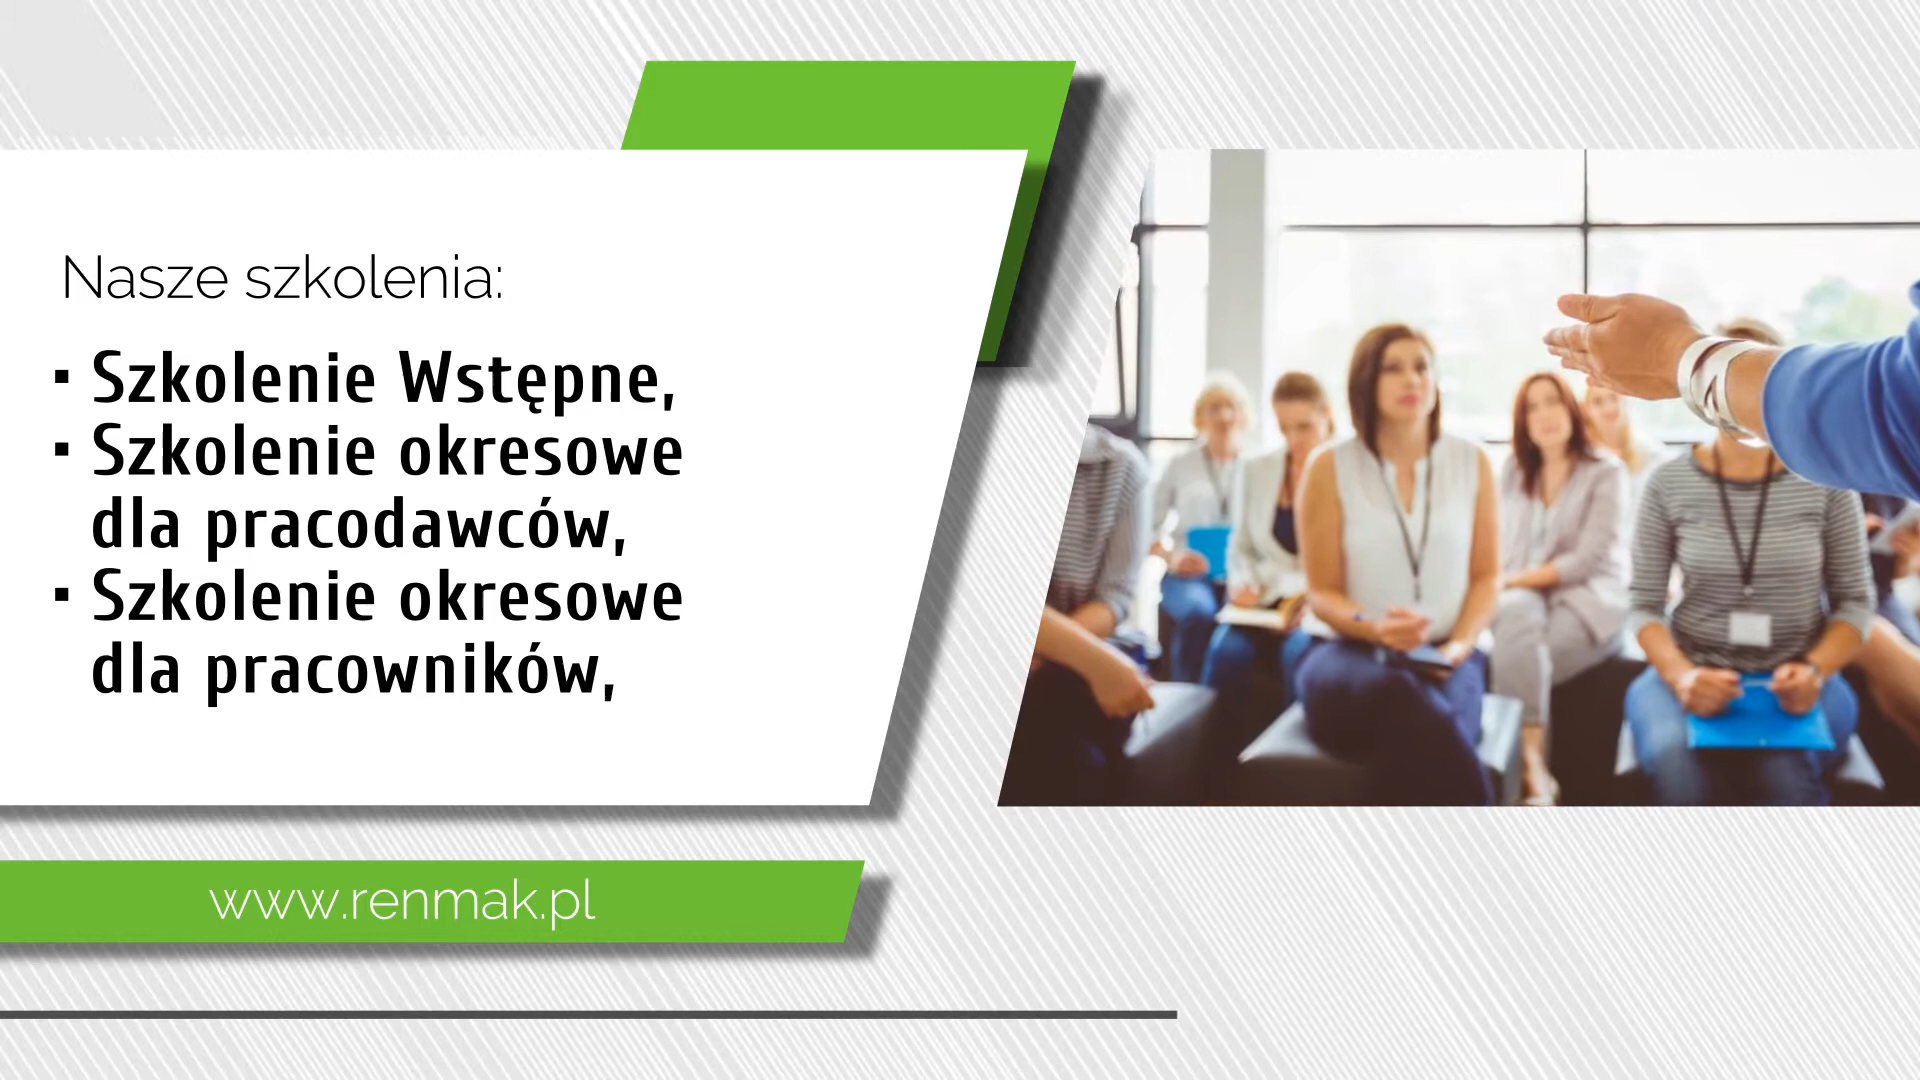 Nasze szkolenia:
▪ Szkolenie Wstępne,
▪ Szkolenie okresowe
dla pracodawców,
▪ Szkolenie okresowe
dla pracowników,
www.renmak.pl